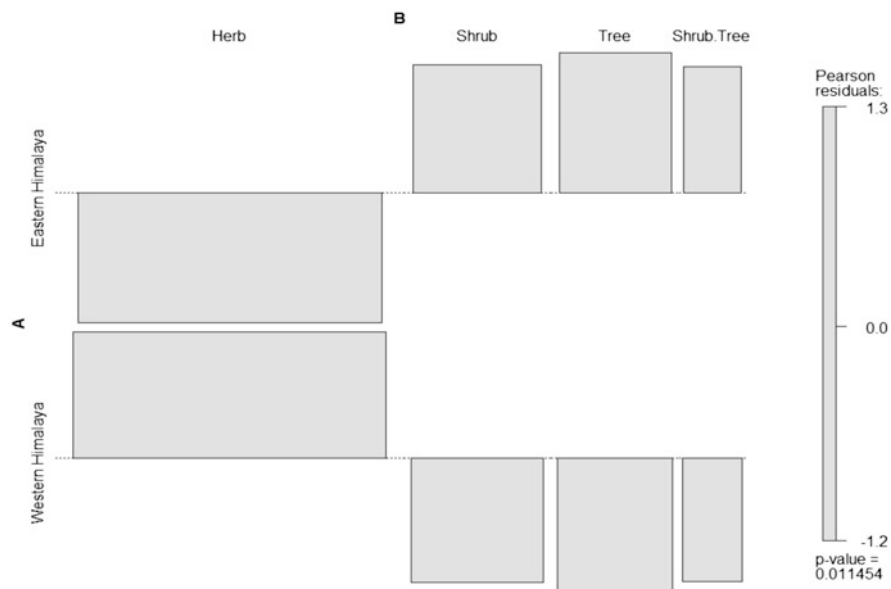 B
Herb Shrub Tree Shrub.Tree
A
Eastern Himalaya
Western Himalaya
Pearson
residuals:
1.3
0.0
-1.2
p-value =
0.011454